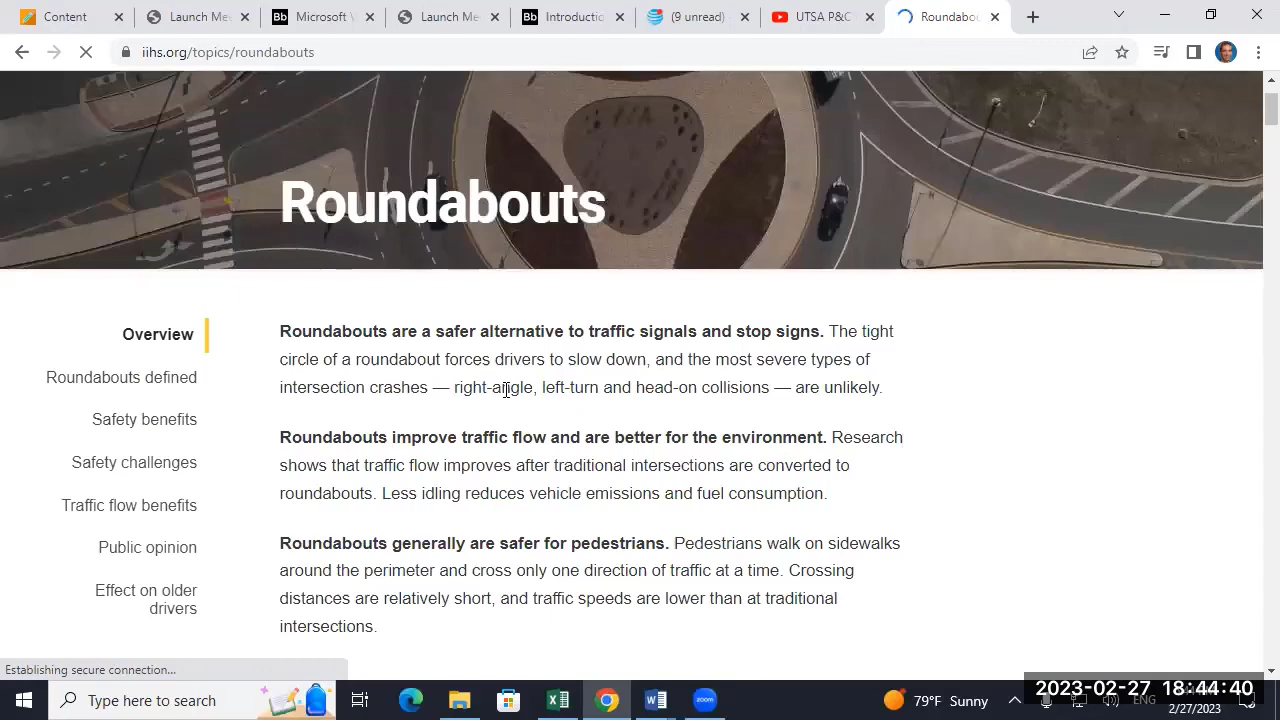 Content
Launch Me
Microsoft
Launch Me
Introductio
(9 unread)
UTSA P&C
Roundabou
iihs.org/topics/roundabouts
Roundabouts
Overview
Roundabouts defined
Safety benefits
Safety challenges
Traffic flow benefits
Public opinion
Effect on older
drivers
Roundabouts are a safer alternative to traffic signals and stop signs. The tight
circle of a roundabout forces drivers to slow down, and the most severe types of
intersection crashes — right-angle, left-turn and head-on collisions — are unlikely.
Roundabouts improve traffic flow and are better for the environment. Research
shows that traffic flow improves after traditional intersections are converted to
roundabouts. Less idling reduces vehicle emissions and fuel consumption.
Roundabouts generally are safer for pedestrians. Pedestrians walk on sidewalks
around the perimeter and cross only one direction of traffic at a time. Crossing
distances are relatively short, and traffic speeds are lower than at traditional
intersections.
Establishing secure connection...
Type here to search
zoom
79°F Sunny
ENG
2023-02-27 18:44:40
2/27/2023